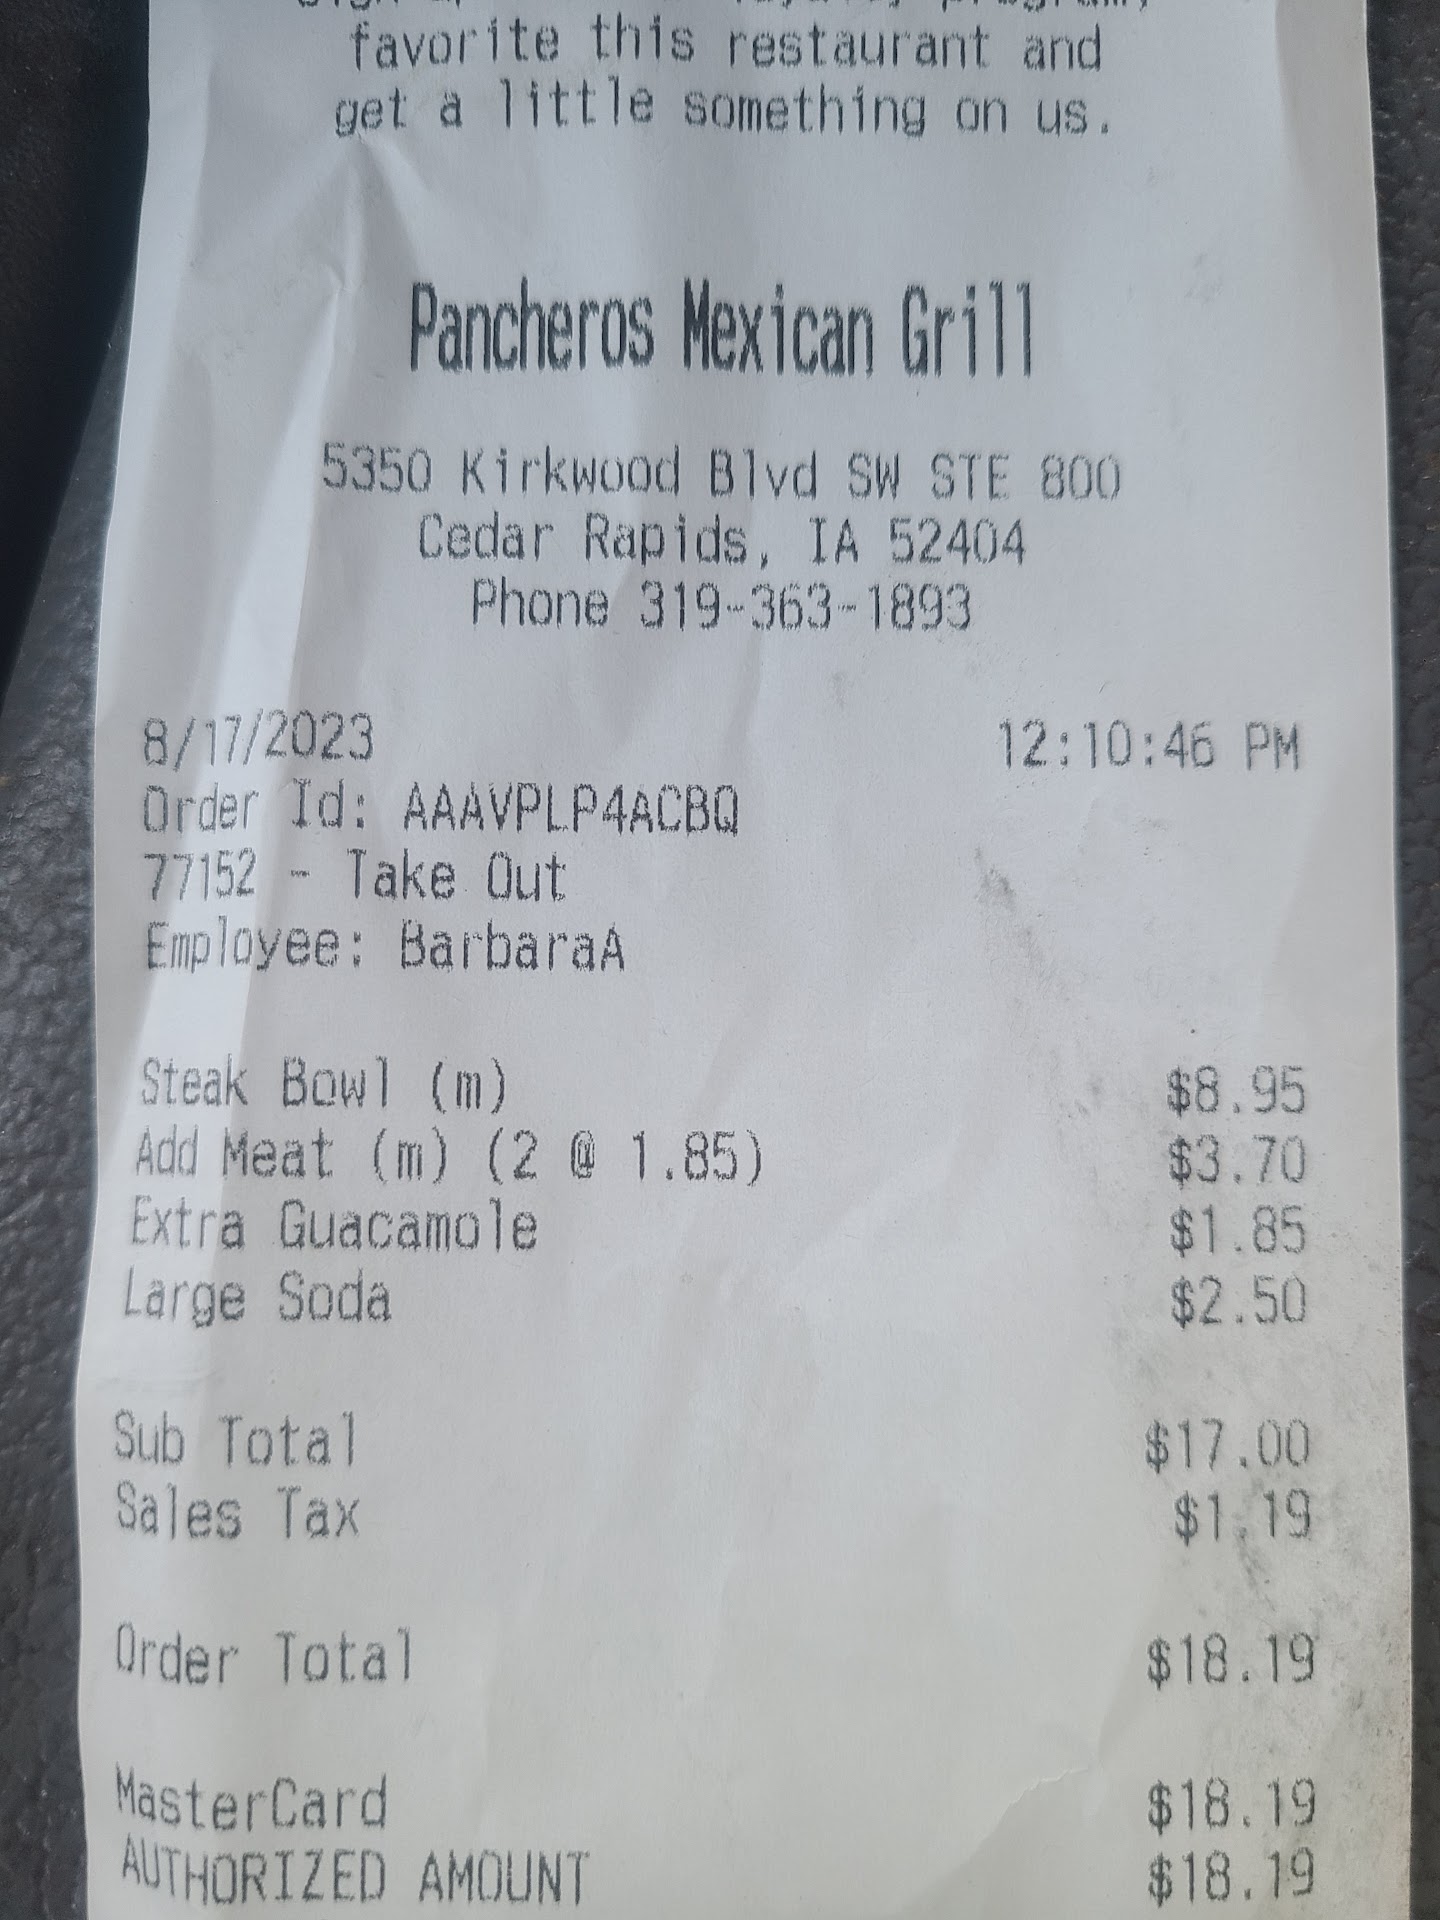 favorite this restaurant and
get a little something on us.
Pancheros Mexican Grill
5350 Kirkwood Blvd SW STE 800
Cedar Rapids, IA 52404
Phone 319-363-1893
8/17/2023 12:10:46 PM
Order Id: AAAVPLP4ACBQ
77152 - Take Out
Employee: BarbaraA
Steak Bowl (m) $8.95
Add Meat (m) (2 @ 1.85) $3.70
Extra Guacamole $1.85
Large Soda $2.50
Sub Total $17.00
Sales Tax $1.19
Order Total $18.19
MasterCard $18.19
AUTHORIZED AMOUNT $18.19